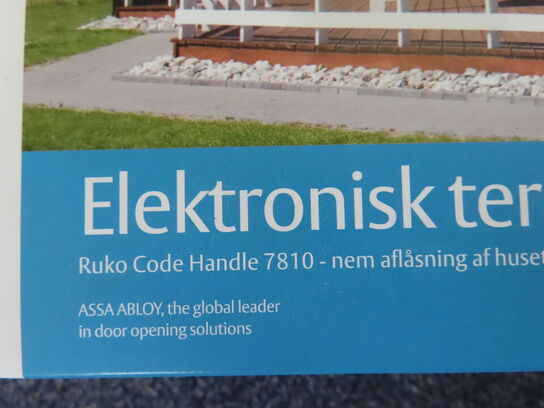 Elektronisk ter
Ruko Code Handle 7810 - nem aflåsning af huset
ASSA ABLOY, the global leader
in door opening solutions